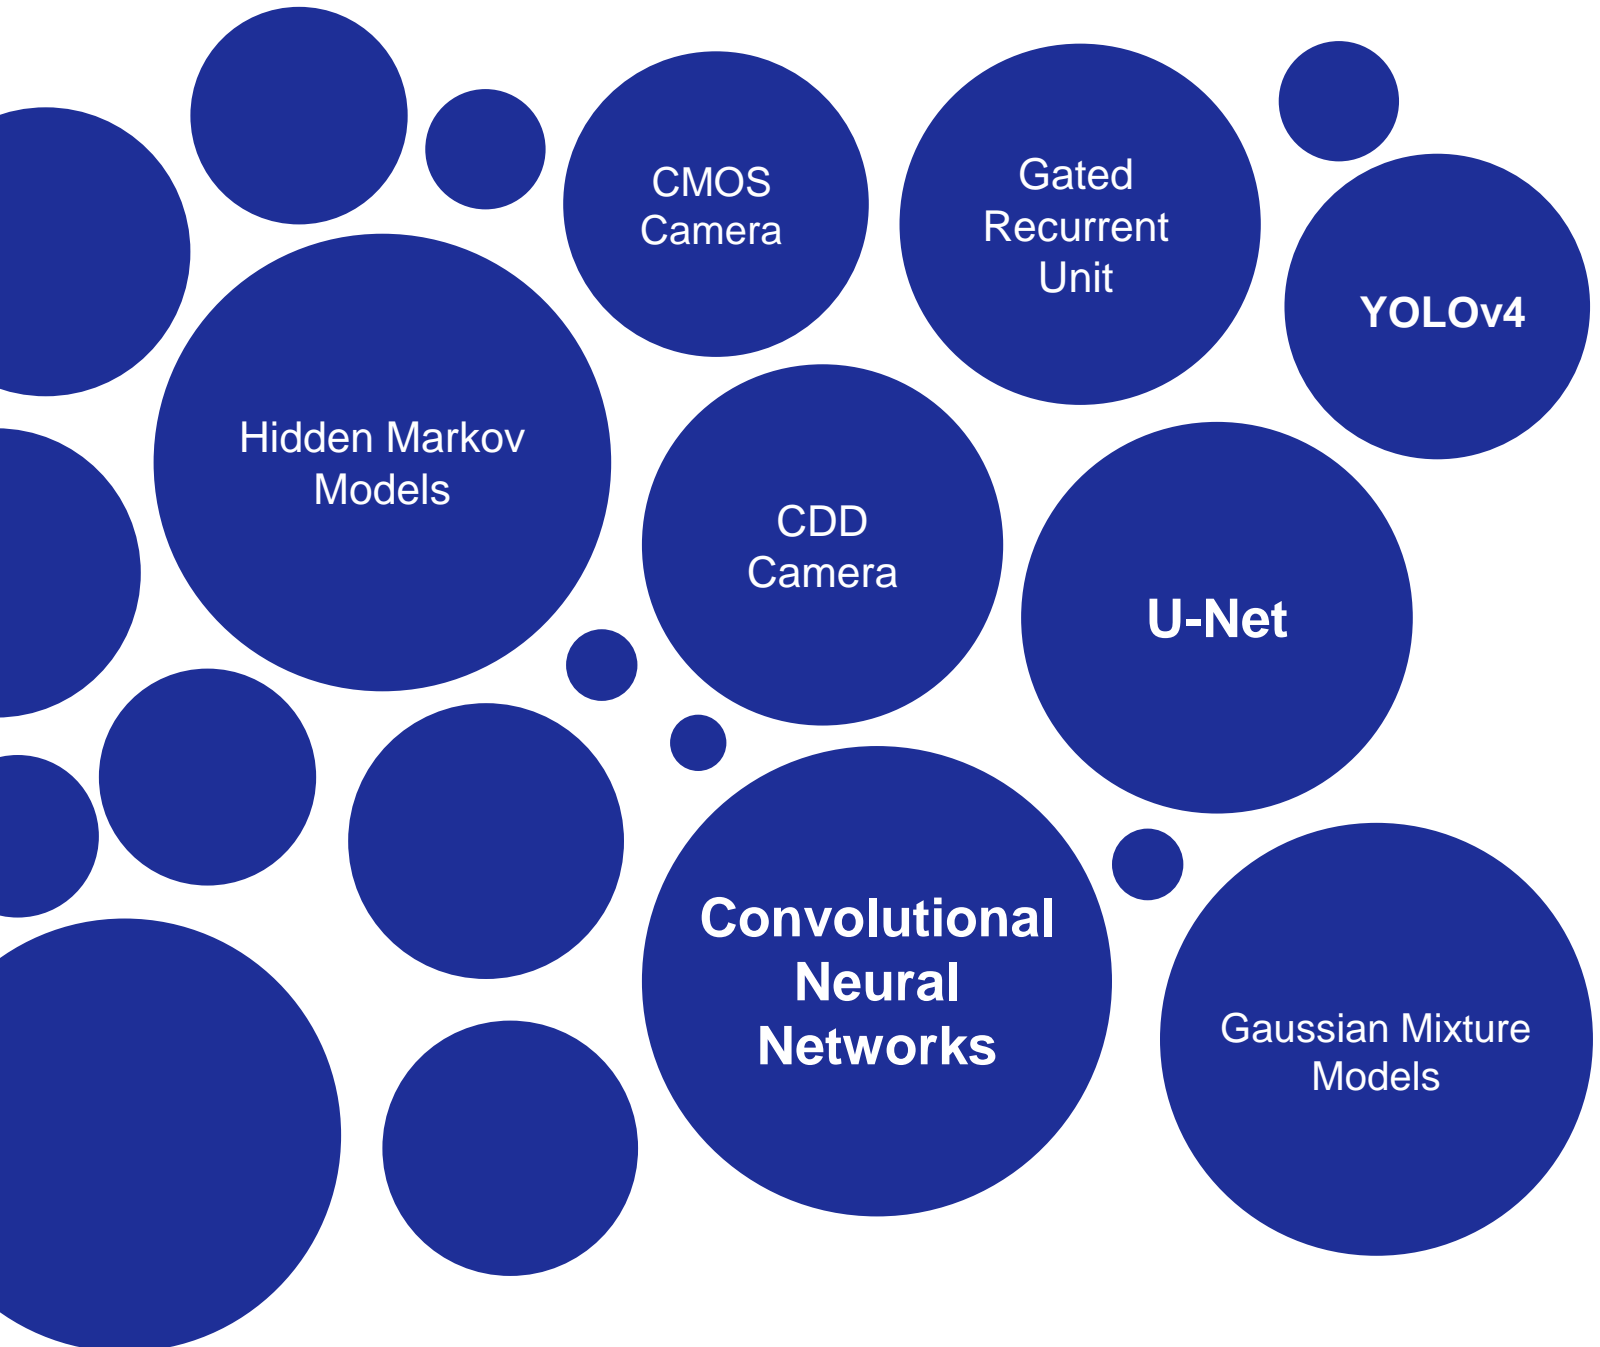 CMOS
Camera
Gated
Recurrent
Unit
YOLOv4
Hidden Markov
Models
CDD
Camera
U-Net
Convolutional
Neural
Networks
Gaussian Mixture
Models